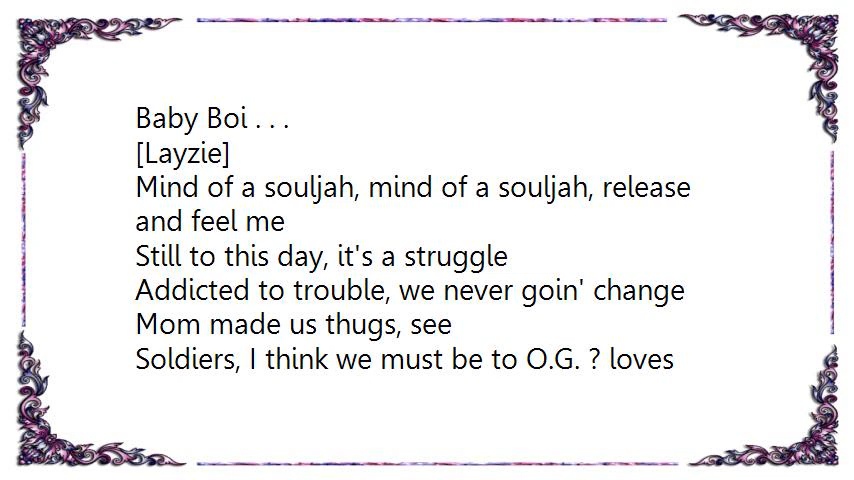 Baby Boi . . .
[Layzie]
Mind of a souljah, mind of a souljah, release
and feel me
Still to this day, it's a struggle
Addicted to trouble, we never goin' change
Mom made us thugs, see
Soldiers, I think we must be to O.G. ? loves